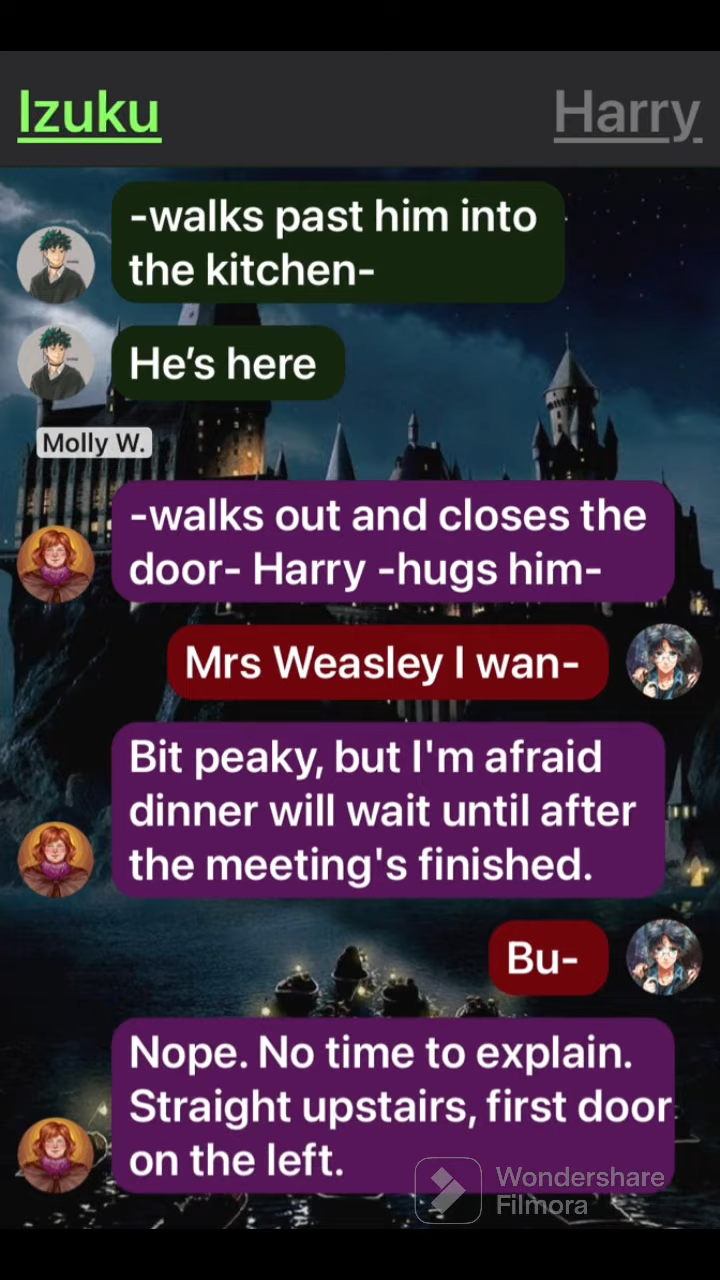 Izuku
Harry
-walks past him into
the kitchen-
He’s here
Molly W.
-walks out and closes the
door- Harry -hugs him-
Mrs Weasley I wan-
Bit peaky, but I'm afraid
dinner will wait until after
the meeting's finished.
Bu-
Nope. No time to explain.
Straight upstairs, first door
on the left.
Wondershare
Filmora